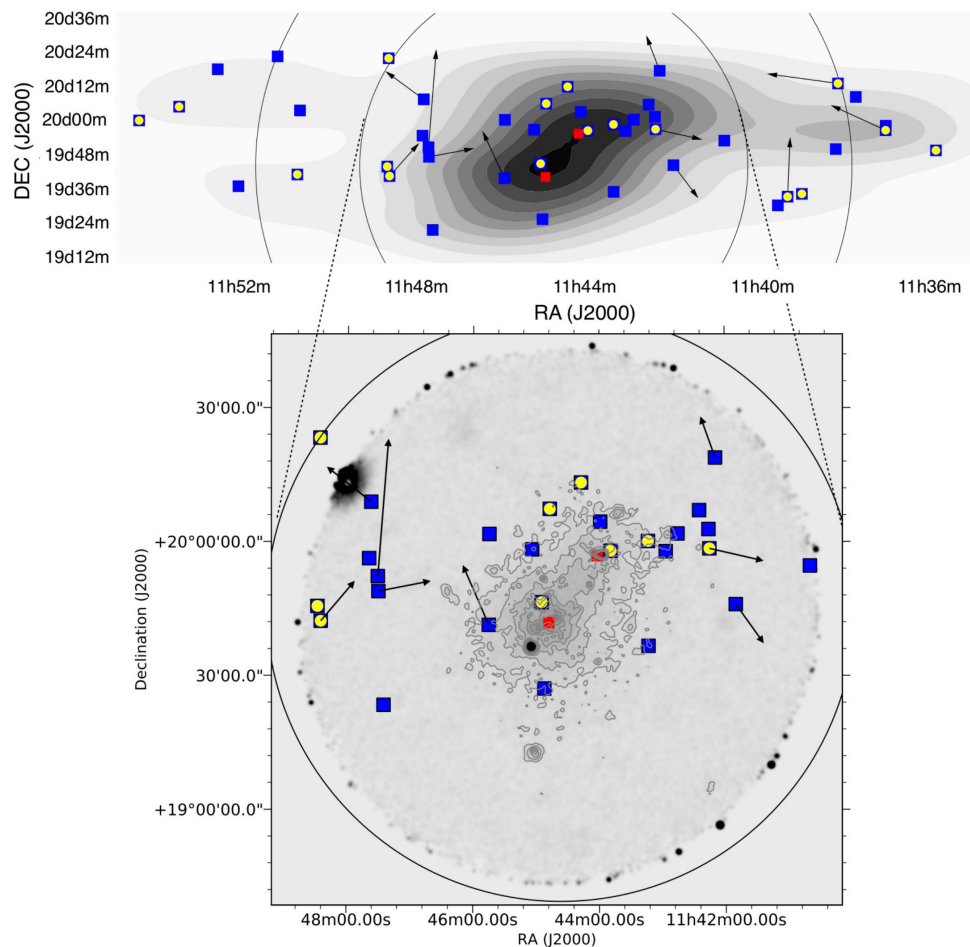 20d36m
20d24m
20d12m
20d00m
19d48m
19d36m
19d24m
19d12m
DEC (J2000)
11h52m 11h48m 11h44m 11h40m 11h36m
RA (J2000)
30'00.0"
+20°00'00.0"
30'00.0"
+19°00'00.0"
Declination (J2000)
48m00.00s 46m00.00s 44m00.00s 11h42m00.00s
RA (J2000)